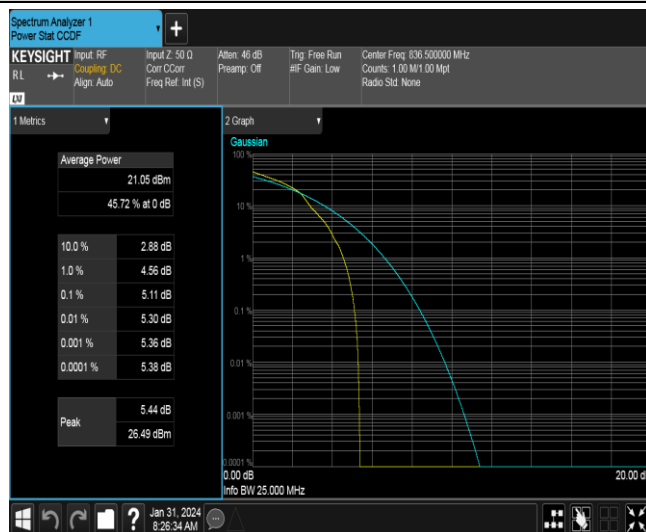 Spectrum Analyzer 1
Power Stat CCDF
+
KEYSIGHT
RL
LXI
Input: RF
Coupling: DC
Align: Auto
Input Z: 50 Ω
Corr CCorr
Freq Ref: Int (S)
Atten: 46 dB
Preamp: Off
Trig: Free Run
#IF Gain: Low
Center Freq: 836.500000 MHz
Counts: 1.00 M/1.00 Mpt
Radio Std: None
1 Metrics
Average Power
21.05 dBm
45.72 % at 0 dB
10.0 % 2.88 dB
1.0 % 4.56 dB
0.1 % 5.11 dB
0.01 % 5.30 dB
0.001 % 5.36 dB
0.0001 % 5.38 dB
Peak
5.44 dB
26.49 dBm
2 Graph
Gaussian
100 %
10 %
1 %
0.1 %
0.01 %
0.001 %
0.0001 %
0.00 dB
20.00 d
Info BW 25.000 MHz
?
Jan 31, 2024
8:26:34 AM